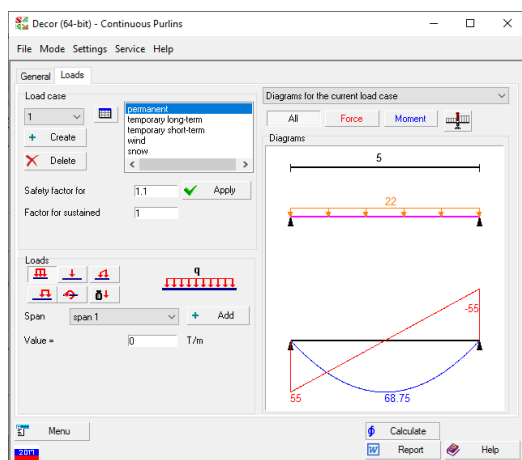 Decor (64-bit) - Continuous Purlins
File Mode Settings Service Help
General Loads
Load case
1
Create
Delete
permanent
temporary long-term
temporary short-term
wind
snow
Safety factor for 1.1 Apply
Factor for sustained 1
Loads
q
Span span 1 Add
Value = 0 T/m
Diagrams for the current load case
All Force Moment
Diagrams
5
22
-55
55 68.75
Menu Calculate
2017 Report Help